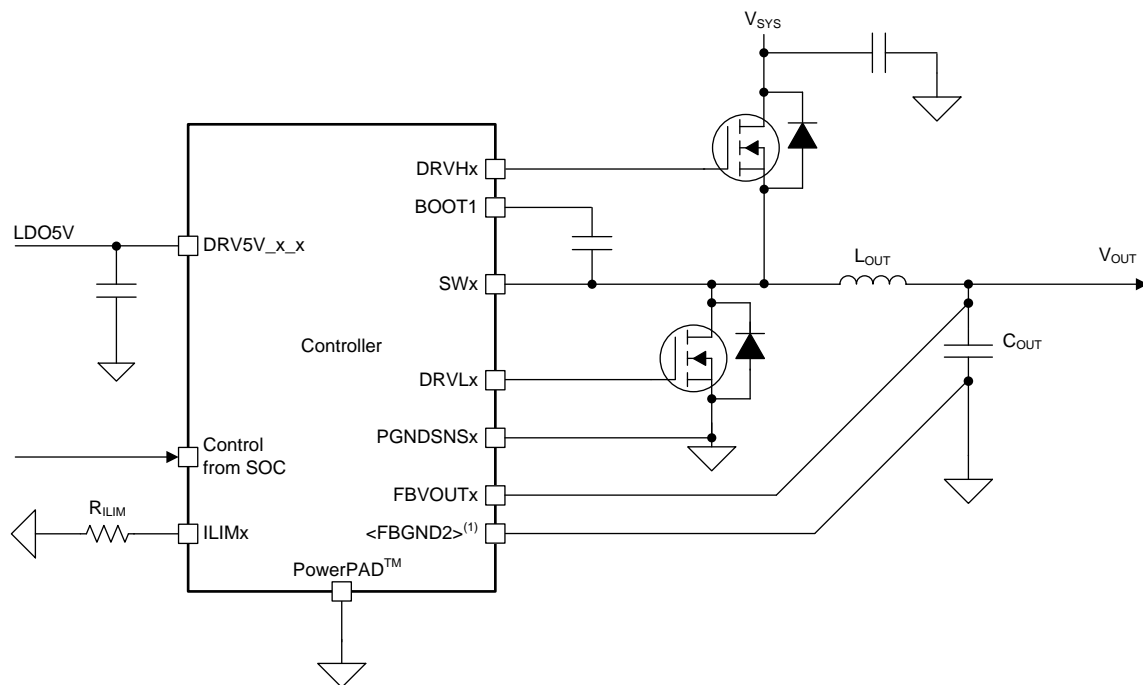 VSYS
DRVHx
BOOT1
LDO5V
DRV5V_x_x
SWx
LOUT
VOUT
Controller
COUT
DRVLx
PGNDSNSx
Control
from SOC
FBVOUTx
RILIM
ILIMx
<FBGND2>(1)
PowerPAD™